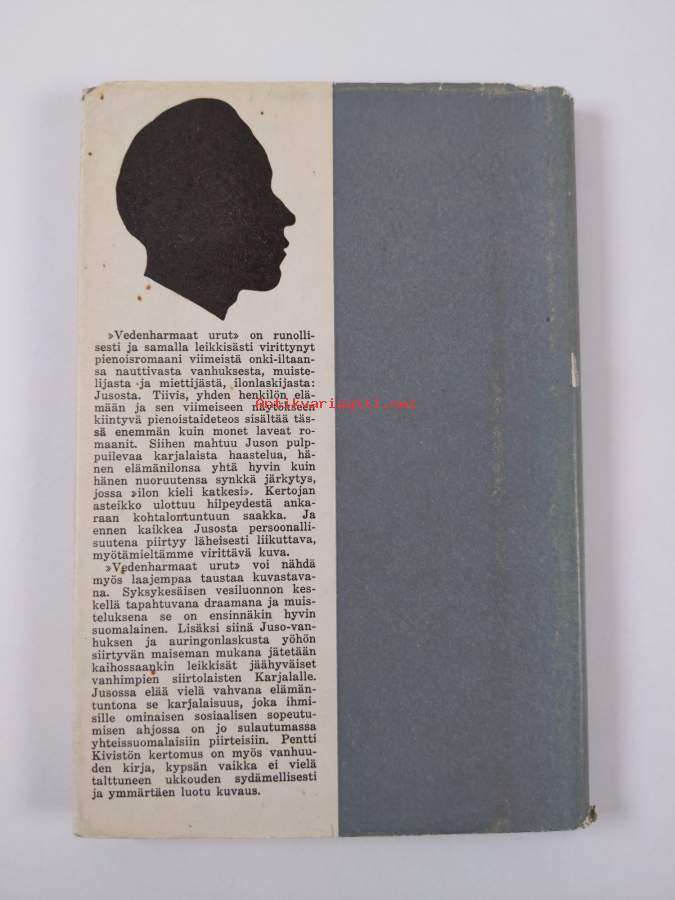 »Vedenharmaat urut» on runolli-
sesti ja samalla leikkisästi virittynyt
pienoisromaani viimeistä onki-iltaan-
sa nauttivasta vanhuksesta, muiste-
lijasta ja miettijästä, ilonlaskijasta:
Jusosta. Tiivis, yhden henkilön elä-
mään ja sen viimeiseen näytökseen
Optikvariaatti.net
kiintyvä pienoistaideteos sisältää täs-
sä enemmän kuin monet laveat ro-
maanit. Siihen mahtuu Juson pulp-
puilevaa karjalaista haastelua, hä-
nen elämänilonsa yhtä hyvin kuin
hänen nuoruutensa synkkä järkytys,
jossa »ilon kieli katkesi». Kertojan
asteikko ulottuu hilpeydestä anka-
raan kohtalontuntuun saakka. Ja
ennen kaikkea Jusosta persoonalli-
suutena piirtyy läheisesti liikuttava,
myötämieltämme virittävä kuva.
»Vedenharmaat urut» voi nähdä
myös laajempaa taustaa kuvastava-
na. Syksykesäisen vesiluonnon kes-
kellä tapahtuvana draamana ja muis-
teluksena se on ensinnäkin hyvin
suomalainen. Lisäksi siinä Juso-van-
huksen ja auringonlaskusta yöhön
siirtyvän maiseman mukana jätetään
kaihossaankin leikkisät jäähyväiset
vanhimpien siirtolaisten Karjalalle.
Jusossa elää vielä vahvana elämän-
tuntona se karjalaisuus, joka ihmi-
sille ominaisen sosiaalisen sopeutu-
misen ahjossa on jo sulautumassa
yhteissuomalaisiin piirteisiin. Pentti
Kivistön kertomus on myös vanhuu-
den kirja, kypsän vaikka ei vielä
talttuneen ukkouden sydämellisesti
ja ymmärtäen luotu kuvaus.